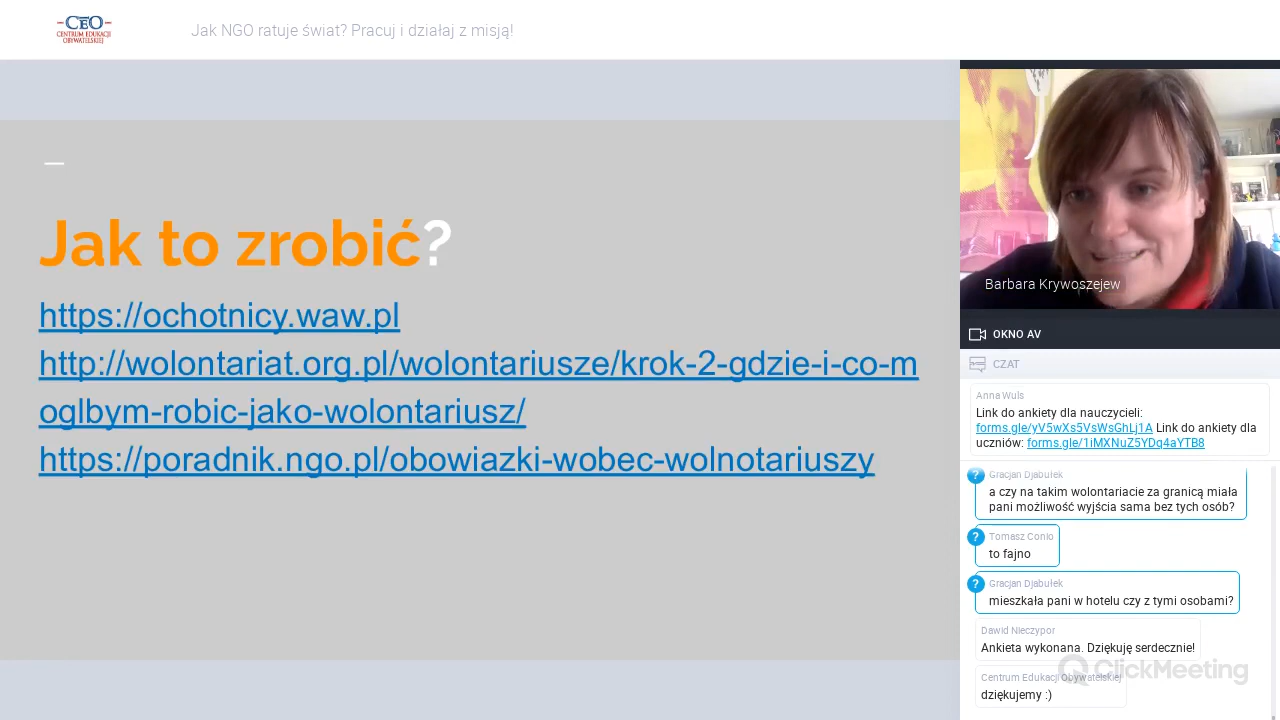 CEO
CENTRUM EDUKACJI
OBYWATELSKIEJ
Jak NGO ratuje świat? Pracuj i działaj z misją!
Jak to zrobić?
https://ochotnicy.waw.pl
http://wolontariat.org.pl/wolontariusze/krok-2-gdzie-i-co-m
oglbym-robic-jako-wolontariusz/
https://poradnik.ngo.pl/obowiazki-wobec-wolnotariuszy
Barbara Krywoszejew
OKNO AV
CZAT
Anna Wuls
Link do ankiety dla nauczycieli:
forms.gle/yV5wXs5VsWsGhLj1A Link do ankiety dla
uczniów: forms.gle/1iMXNuZ5YDq4aYTB8
Gracjan Djabułek
a czy na takim wolontariacie za granicą miała
pani możliwość wyjścia sama bez tych osób?
Tomasz Conio
to fajno
Gracjan Djabułek
mieszkała pani w hotelu czy z tymi osobami?
Dawid Nieczypor
Ankieta wykonana. Dziękuję serdecznie!
Centrum Edukacji Obywatelskiej
dziękujemy :)
ClickMeeting